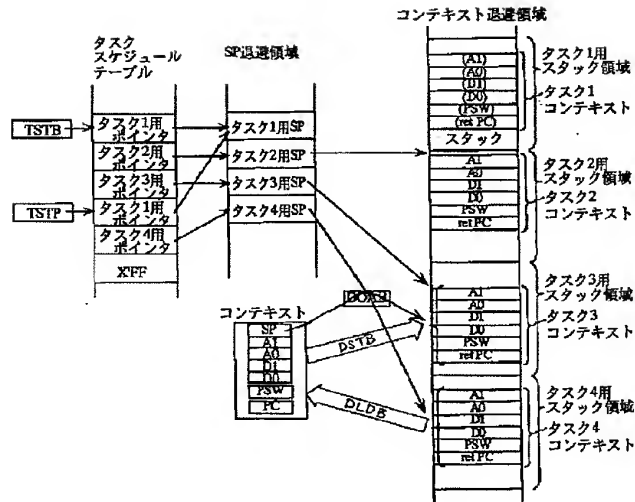 コンテキスト退避領域
タスク
スケジュール
テーブル
SP退避領域
TSTB
TSTP
タスク1用
ポインタ
タスク2用
ポインタ
タスク3用
ポインタ
タスク1用
ポインタ
タスク4用
ポインタ
X'FF
タスク1用SP
タスク2用SP
タスク3用SP
タスク4用SP
(A1)
(A0)
(D1)
(D0)
(PSW)
(ret PC)
スタック
タスク1用
スタック領域
タスク1
コンテキスト
A1
A0
D1
D0
PSW
ret PC
タスク2用
スタック領域
タスク2
コンテキスト
A1
A0
D1
D0
PSW
ret PC
タスク3用
スタック領域
タスク3
コンテキスト
A1
A0
D1
D0
PSW
ret PC
タスク4用
スタック領域
タスク4
コンテキスト
コンテキスト
SP
A1
A0
D1
D0
PSW
PC
DSTB
DLDB